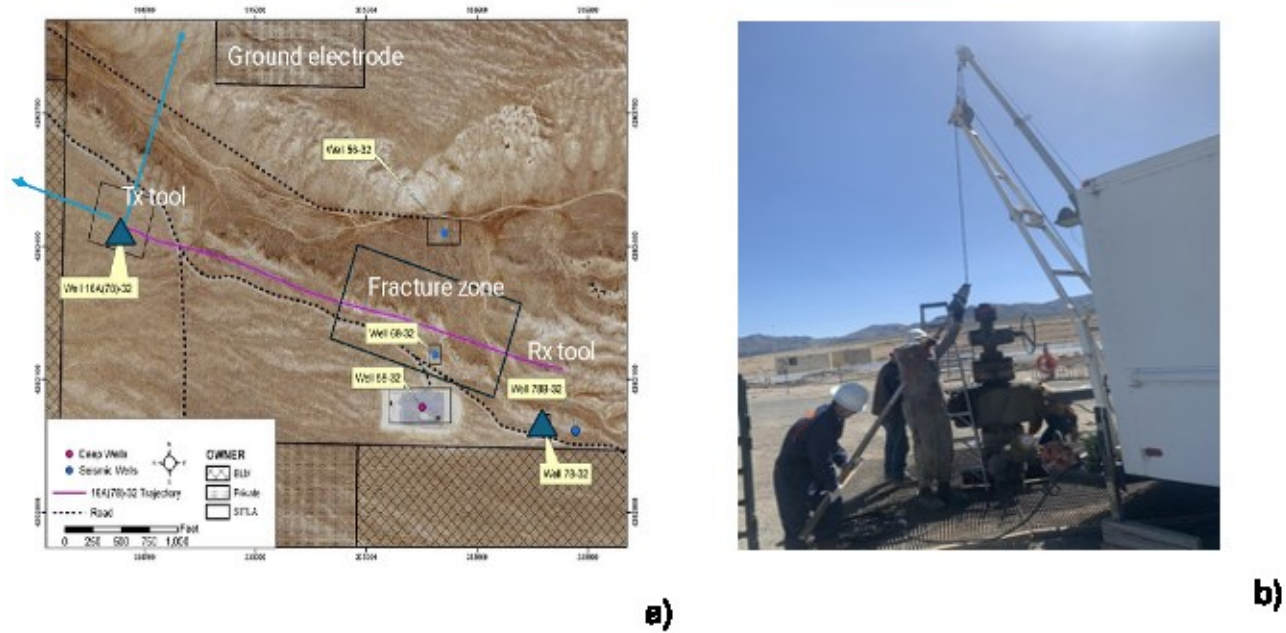 Ground electrode
Well 56-32
Tx tool
Well 16A(78)-32
Fracture zone
Well 68-32
Rx tool
Well 58-32
Well 78B-32
Well 78-32
Deep Wells
Seismic Wells
16A(78)-32 Trajectory
Road
Feet
0 250 500 750 1,000
OWNER
BLM
Private
SITLA
a)
b)